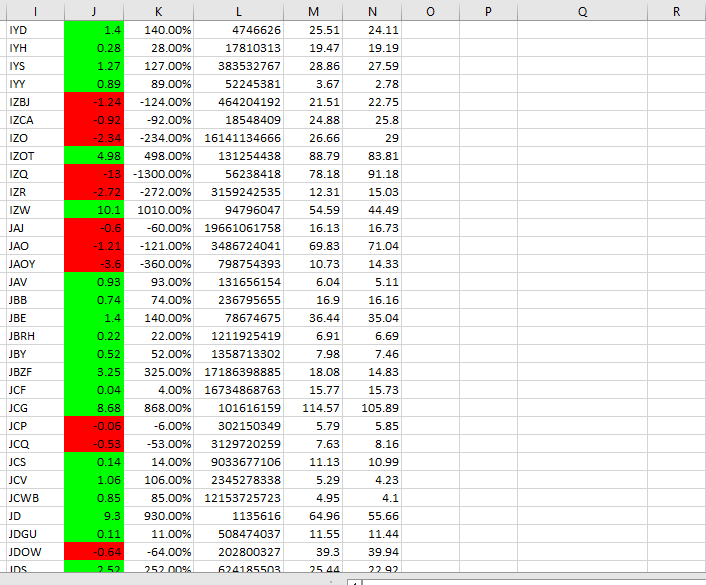 I J K L M N O P Q R
IYD 1.4 140.00% 4746626 25.51 24.11
IYH 0.28 28.00% 17810313 19.47 19.19
IYS 1.27 127.00% 383532767 28.86 27.59
IYY 0.89 89.00% 52245381 3.67 2.78
IZBJ -1.24 -124.00% 464204192 21.51 22.75
IZCA -0.92 -92.00% 18548409 24.88 25.8
IZO -2.34 -234.00% 16141134666 26.66 29
IZOT 4.98 498.00% 131254438 88.79 83.81
IZQ -13 -1300.00% 56238418 78.18 91.18
IZR -2.72 -272.00% 3159242535 12.31 15.03
IZW 10.1 1010.00% 94796047 54.59 44.49
JAJ -0.6 -60.00% 19661061758 16.13 16.73
JAO -1.21 -121.00% 3486724041 69.83 71.04
JAOY -3.6 -360.00% 798754393 10.73 14.33
JAV 0.93 93.00% 131656154 6.04 5.11
JBB 0.74 74.00% 236795655 16.9 16.16
JBE 1.4 140.00% 78674675 36.44 35.04
JBRH 0.22 22.00% 1211925419 6.91 6.69
JBY 0.52 52.00% 1358713302 7.98 7.46
JBZF 3.25 325.00% 17186398885 18.08 14.83
JCF 0.04 4.00% 16734868763 15.77 15.73
JCG 8.68 868.00% 101616159 114.57 105.89
JCP -0.06 -6.00% 302150349 5.79 5.85
JCQ -0.53 -53.00% 3129720259 7.63 8.16
JCS 0.14 14.00% 9033677106 11.13 10.99
JCV 1.06 106.00% 2345278338 5.29 4.23
JCWB 0.85 85.00% 12153725723 4.95 4.1
JD 9.3 930.00% 1135616 64.96 55.66
JDGU 0.11 11.00% 508474037 11.55 11.44
JDOW -0.64 -64.00% 202800327 39.3 39.94
JDS 2.52 252.00% 624185503 25.44 22.92